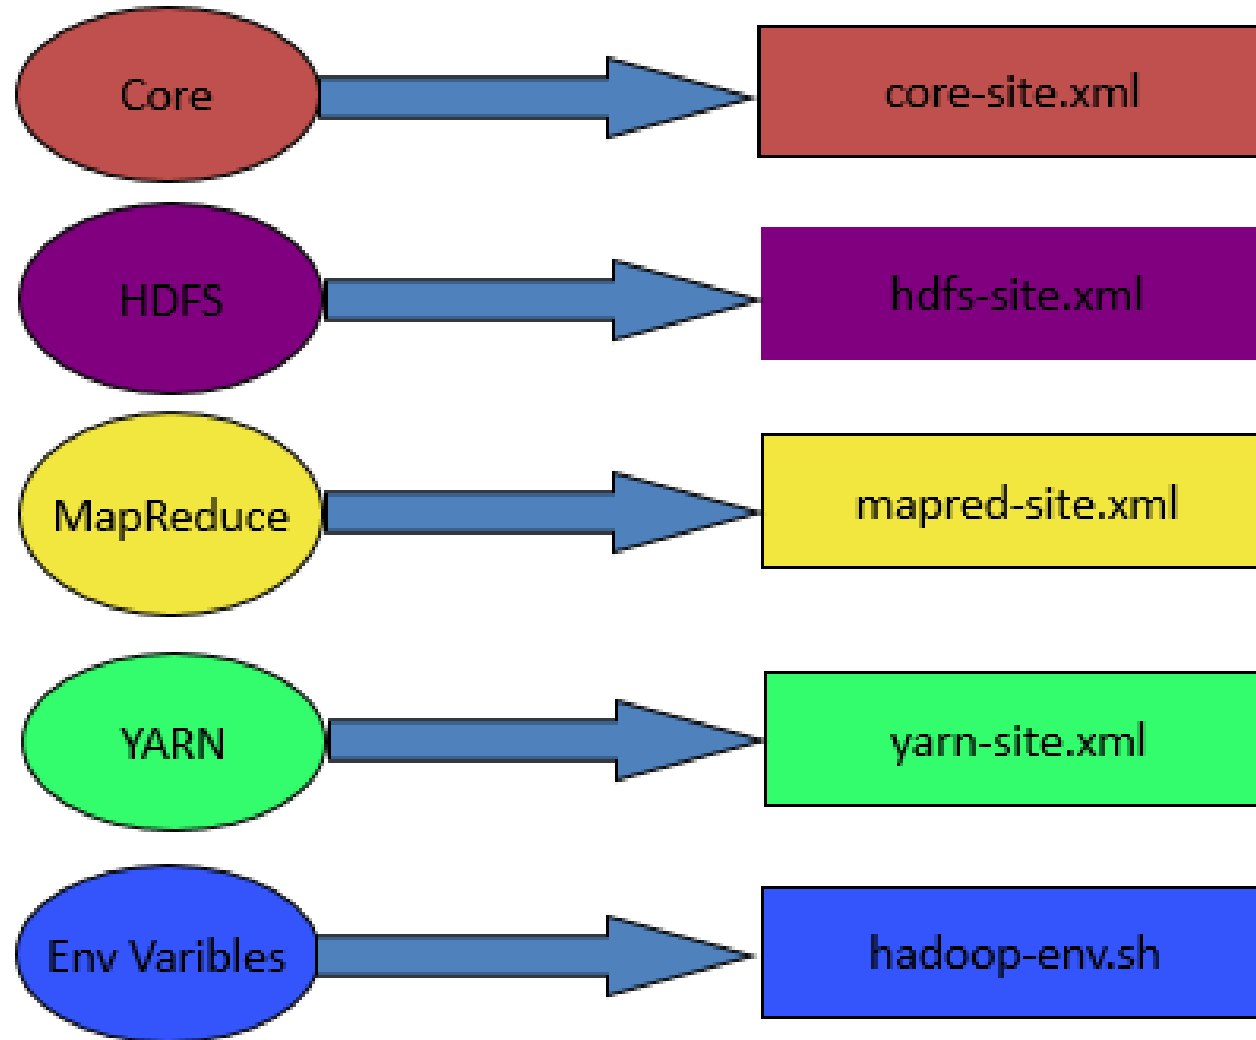 Core
core-site.xml
HDFS
hdfs-site.xml
MapReduce
mapred-site.xml
YARN
yarn-site.xml
Env Varibles
hadoop-env.sh